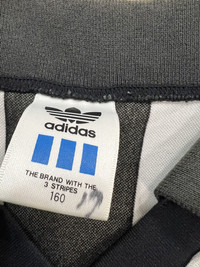 adidas
THE BRAND WITH THE
3 STRIPES
160